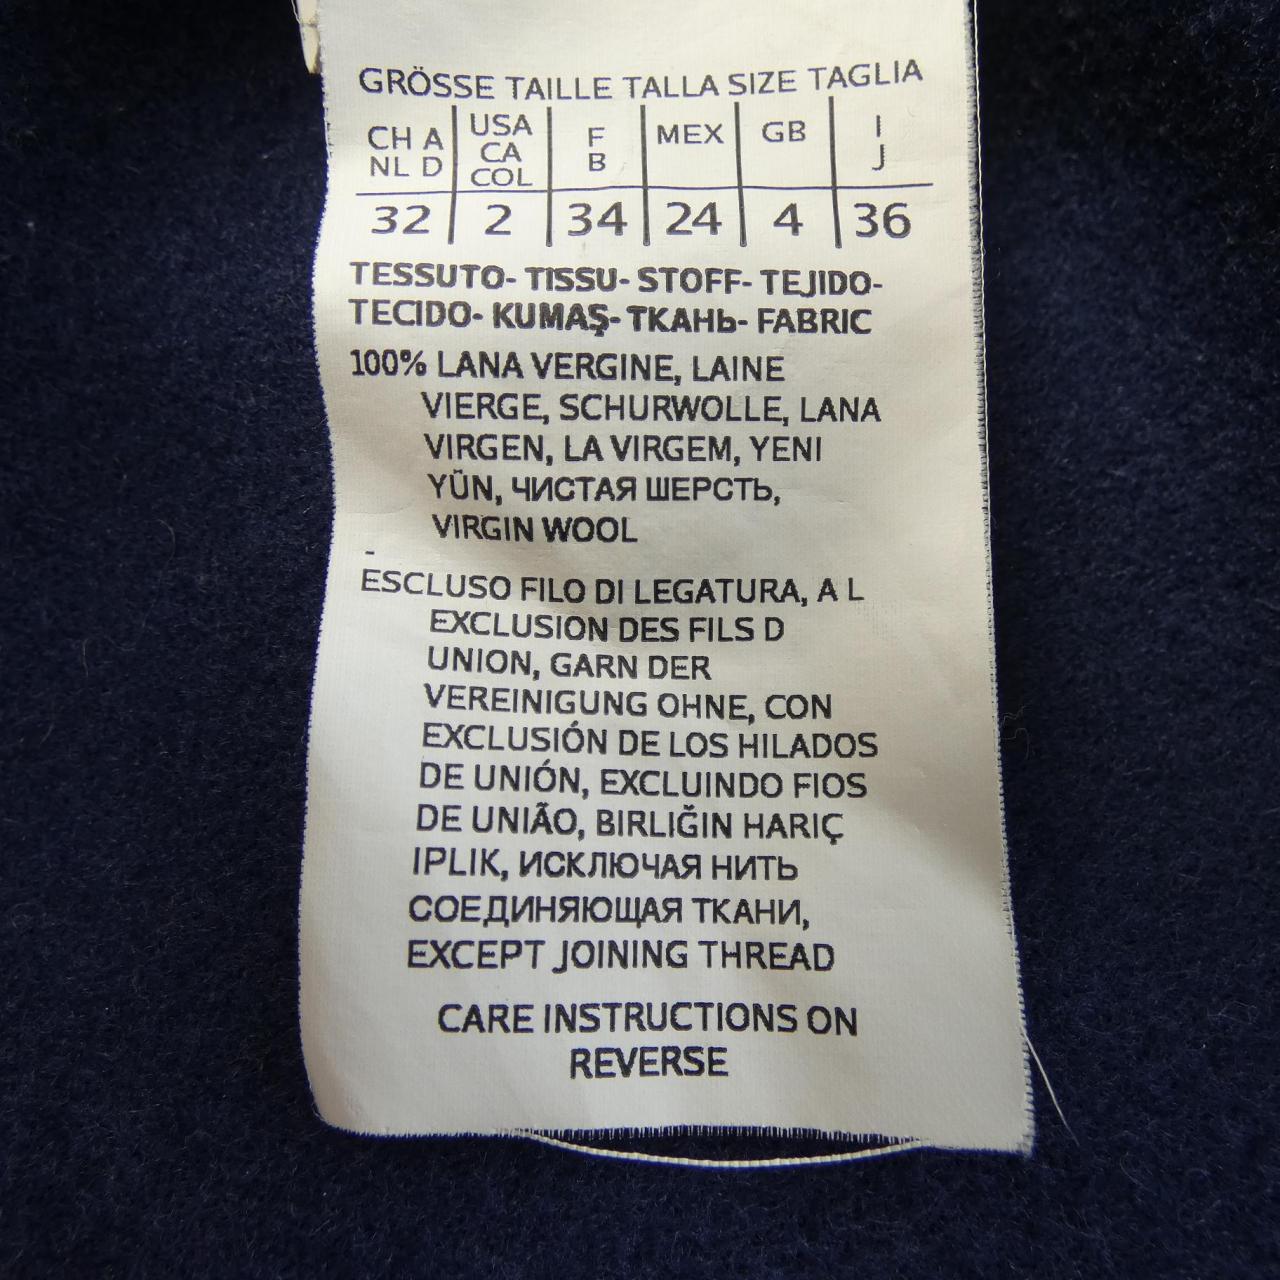 GRÖSSE TAILLE TALLA SIZE TAGLIA
CH A NL D | USA CA COL | F B | MEX | GB | I J
32 | 2 | 34 | 24 | 4 | 36
TESSUTO- TISSU- STOFF- TEJIDO-
TECIDO- KUMAŞ- ТКАНЬ- FABRIC
100% LANA VERGINE, LAINE
VIERGE, SCHURWOLLE, LANA
VIRGEN, LA VIRGEM, YENI
YÜN, ЧИСТАЯ ШЕРСТЬ,
VIRGIN WOOL
-
ESCLUSO FILO DI LEGATURA, A L
EXCLUSION DES FILS D
UNION, GARN DER
VEREINIGUNG OHNE, CON
EXCLUSIÓN DE LOS HILADOS
DE UNIÓN, EXCLUINDO FIOS
DE UNIÃO, BIRLIĞIN HARIÇ
IPLIK, ИСКЛЮЧАЯ НИТЬ
СОЕДИНЯЮЩАЯ ТКАНИ,
EXCEPT JOINING THREAD
CARE INSTRUCTIONS ON
REVERSE